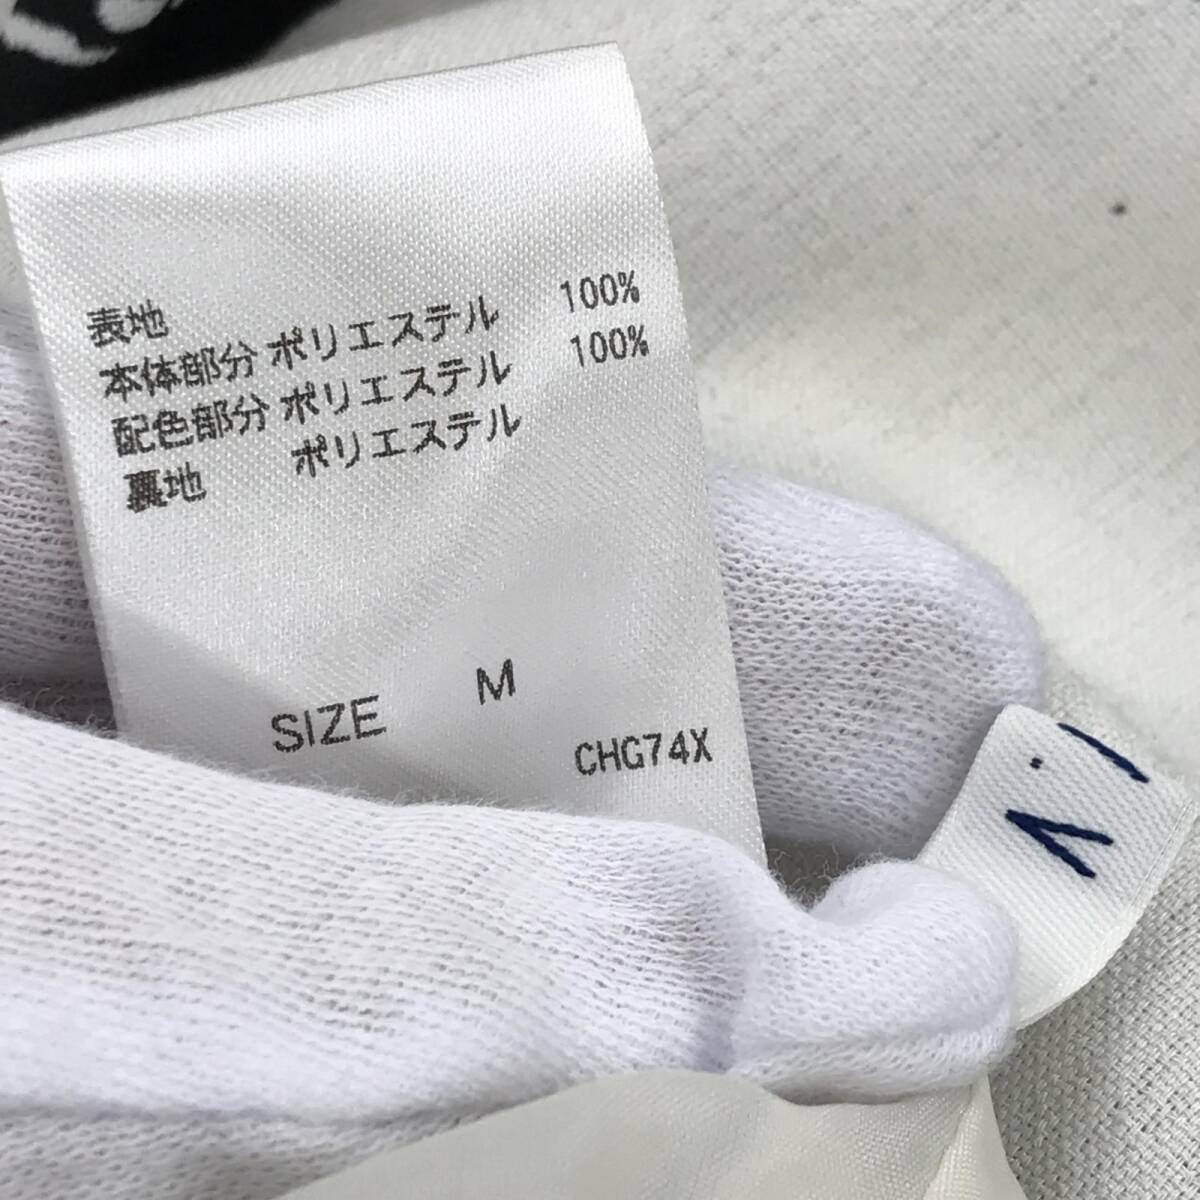 表地
本体部分 ポリエステル 100%
配色部分 ポリエステル 100%
裏地 ポリエステル
SIZE M
CHG74X